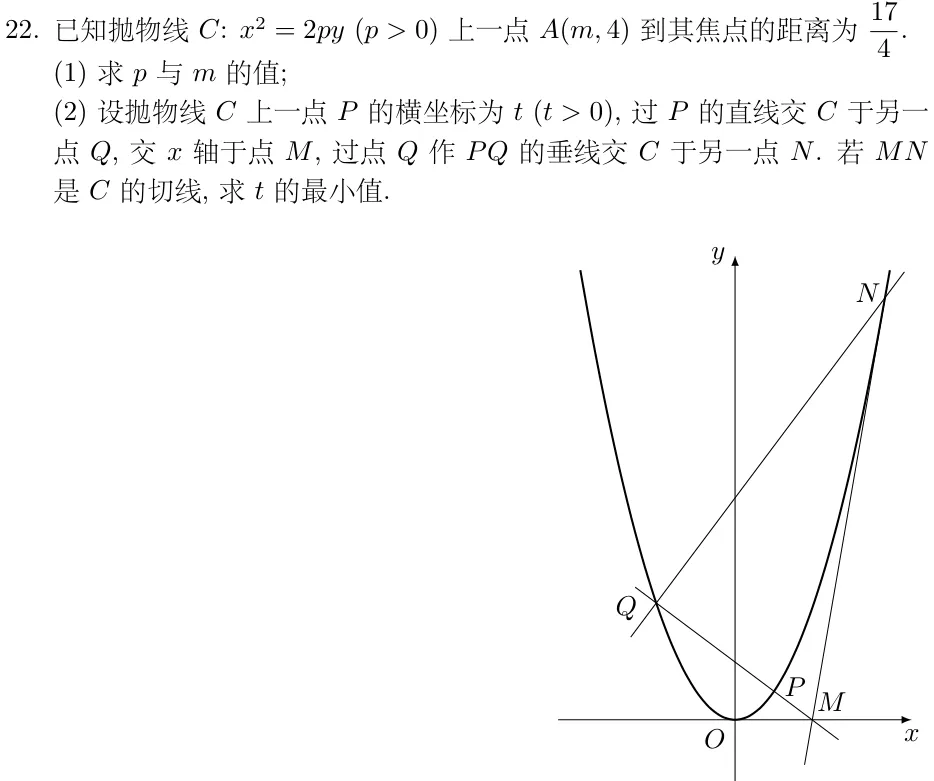 22. 已知抛物线 C: x² = 2py (p > 0) 上一点 A(m, 4) 到其焦点的距离为 17/4.
(1) 求 p 与 m 的值;
(2) 设抛物线 C 上一点 P 的横坐标为 t (t > 0), 过 P 的直线交 C 于另一
点 Q, 交 x 轴于点 M, 过点 Q 作 PQ 的垂线交 C 于另一点 N. 若 MN
是 C 的切线, 求 t 的最小值.
y
N
Q
P
M
O
x